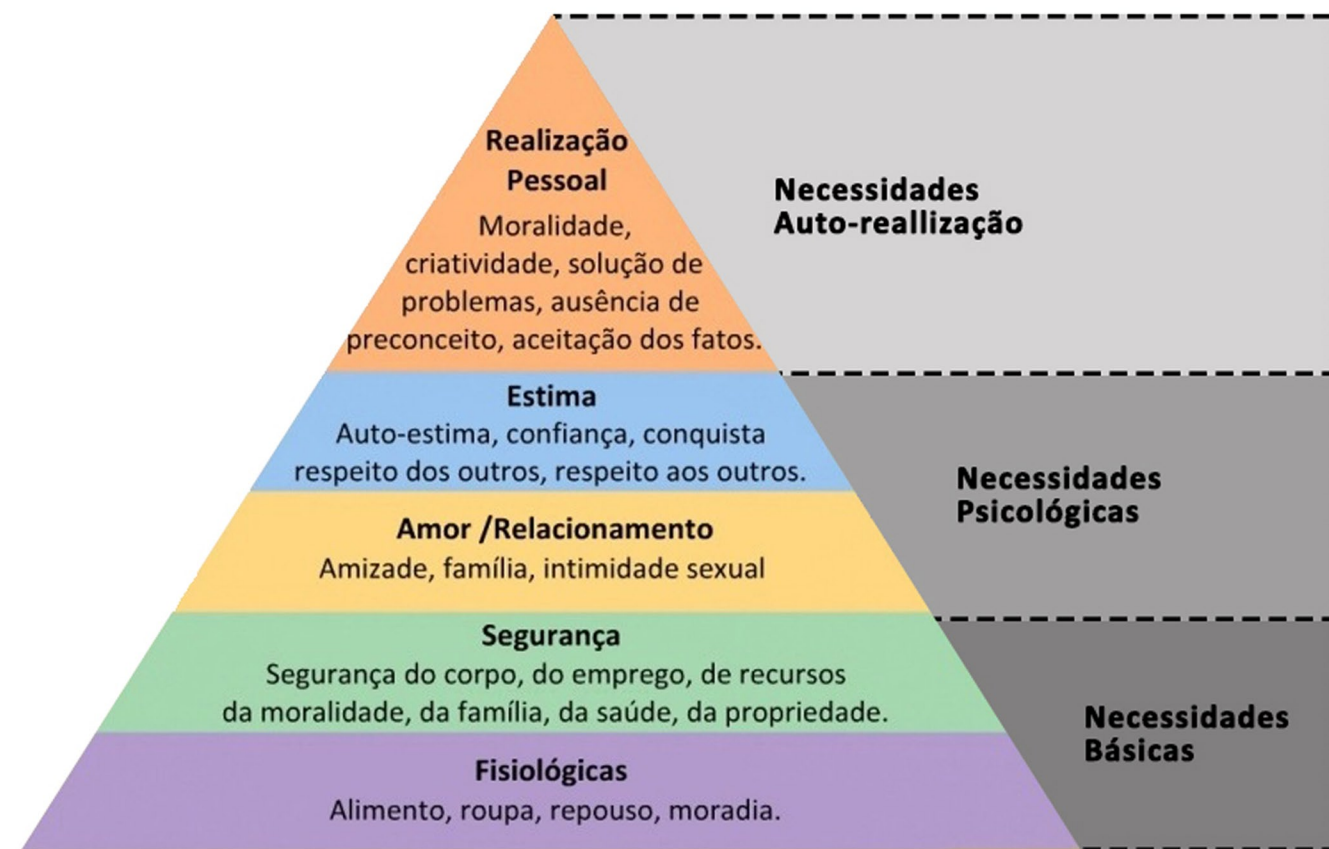 Realização
Pessoal
Moralidade,
criatividade, solução de
problemas, ausência de
preconceito, aceitação dos fatos.
Necessidades
Auto-reallização
Estima
Auto-estima, confiança, conquista
respeito dos outros, respeito aos outros.
Amor /Relacionamento
Amizade, família, intimidade sexual
Necessidades
Psicológicas
Segurança
Segurança do corpo, do emprego, de recursos
da moralidade, da família, da saúde, da propriedade.
Fisiológicas
Alimento, roupa, repouso, moradia.
Necessidades
Básicas